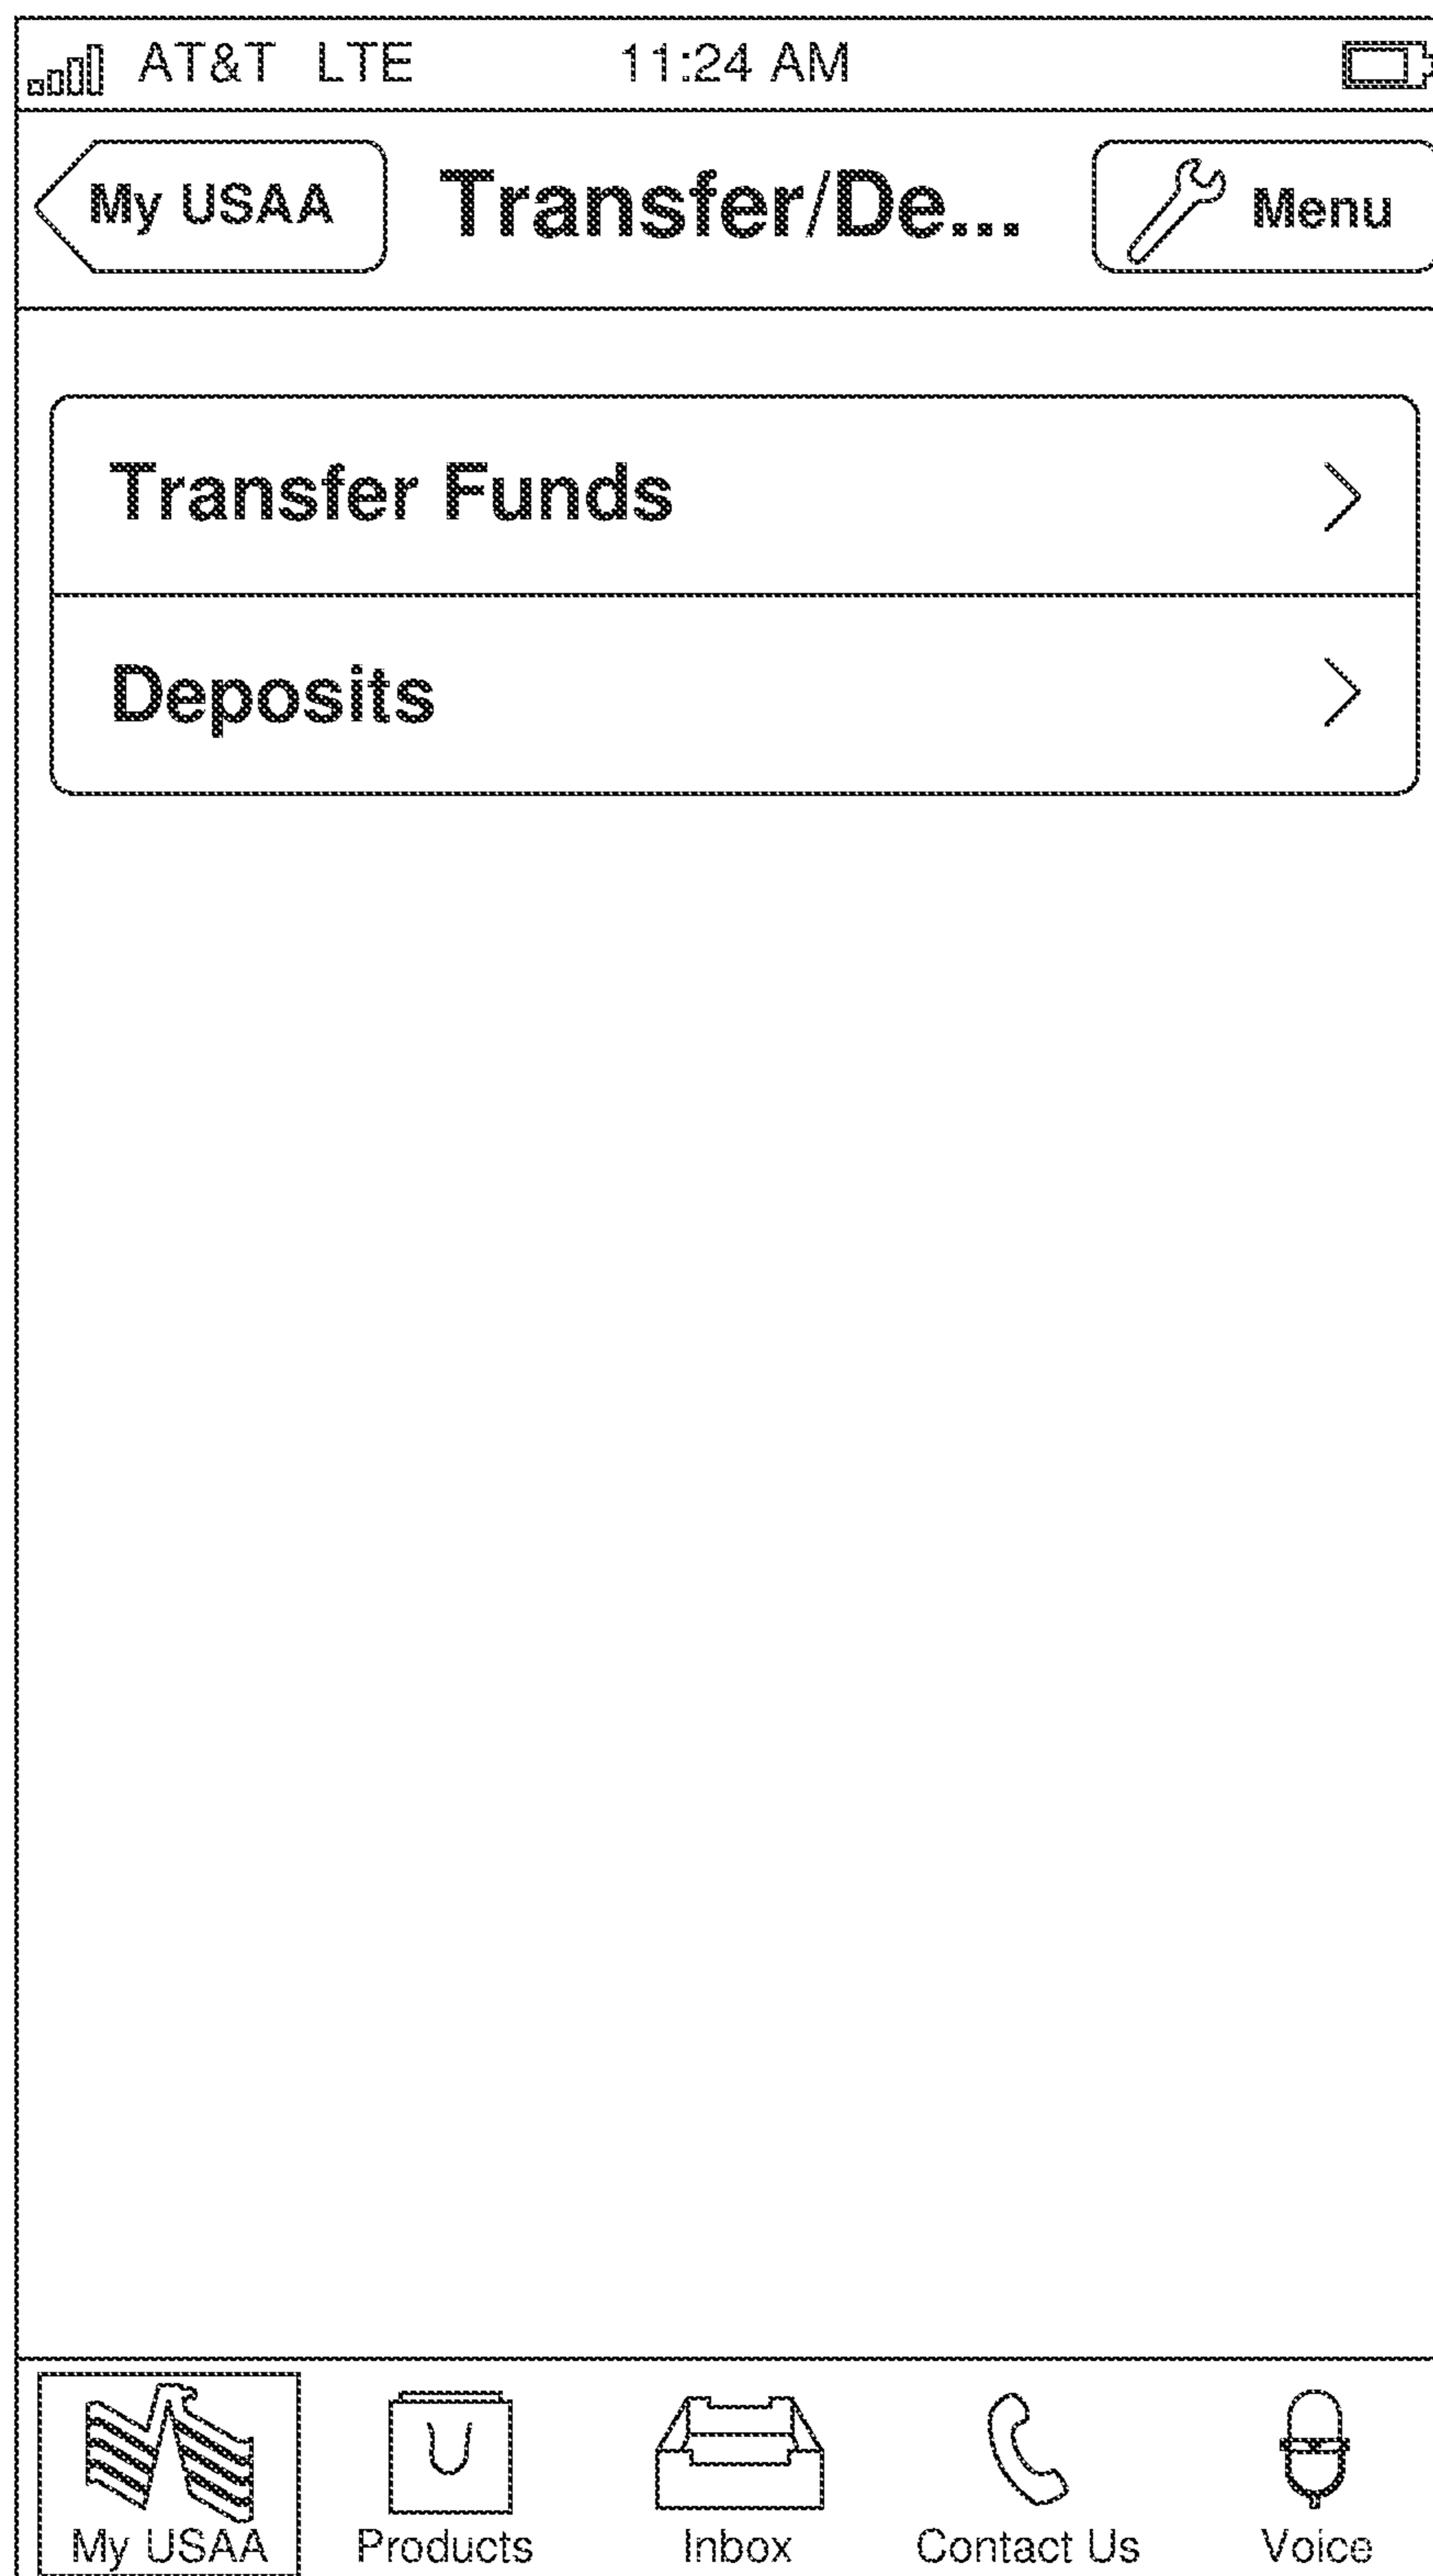 AT&T LTE 11:24 AM
My USAA Transfer/De... Menu
Transfer Funds
Deposits
My USAA Products Inbox Contact Us Voice